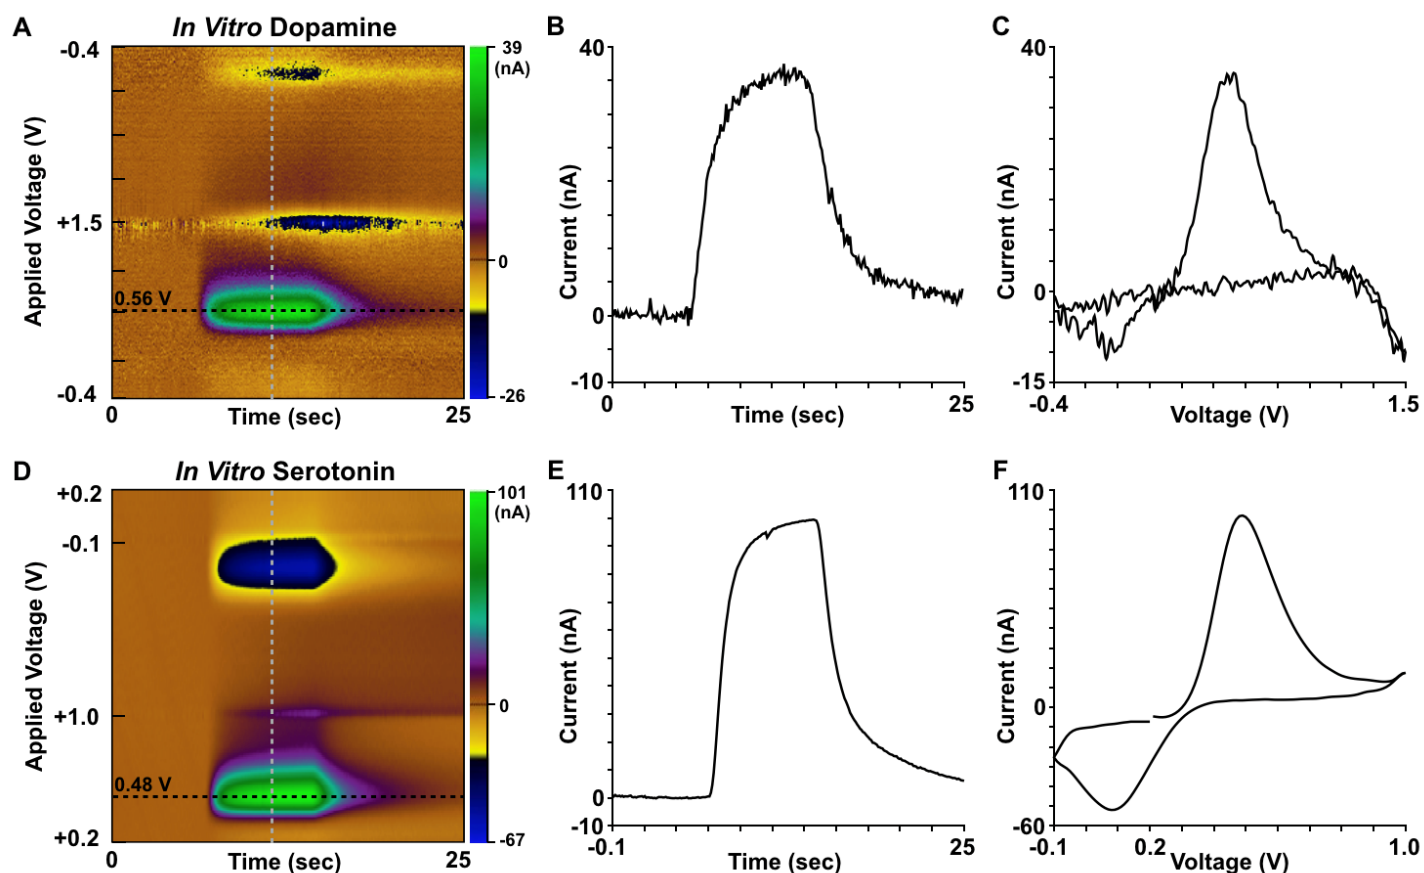 A
In Vitro Dopamine
39
(nA)
0
-26
-0.4
+1.5
-0.4
Applied Voltage (V)
0.56 V
0
Time (sec)
25
B
40
0
-10
Current (nA)
0
Time (sec)
25
C
40
0
-15
Current (nA)
-0.4
Voltage (V)
1.5
D
In Vitro Serotonin
101
(nA)
0
-67
+0.2
-0.1
+1.0
+0.2
Applied Voltage (V)
0.48 V
0
Time (sec)
25
E
110
0
-10
Current (nA)
-0.1
Time (sec)
25
F
110
0
-60
Current (nA)
-0.1
0.2
Voltage (V)
1.0